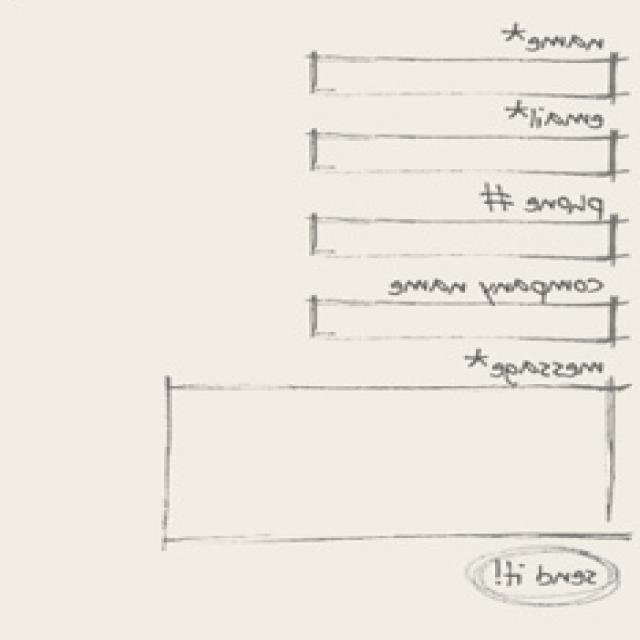 name*
email*
phone #
company name
message*
send it!